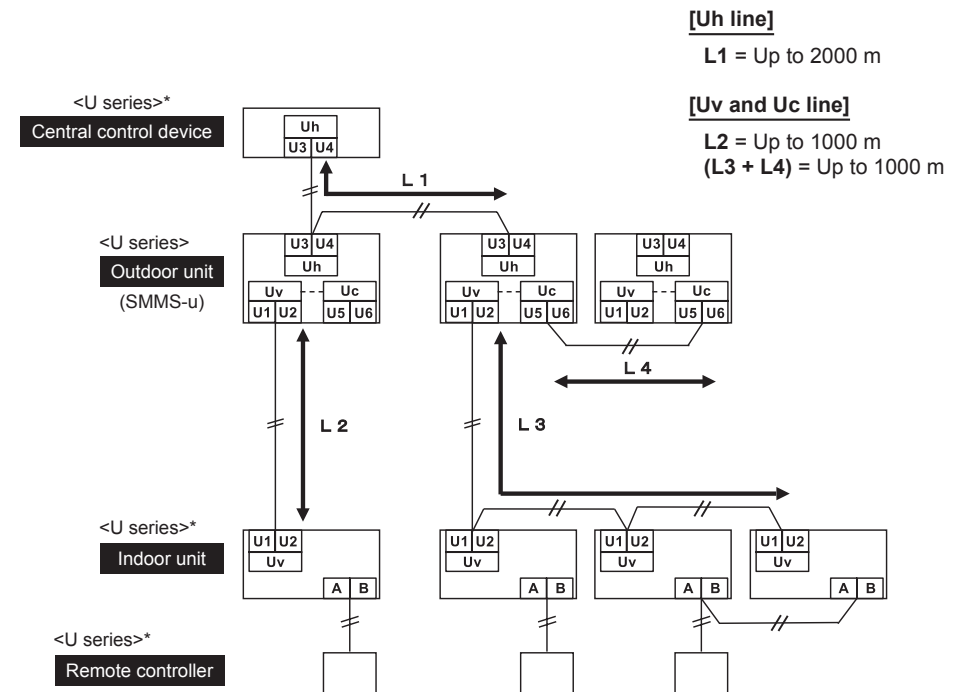 [Uh line]
L1 = Up to 2000 m
[Uv and Uc line]
L2 = Up to 1000 m
(L3 + L4) = Up to 1000 m
<U series>*
Central control device
Uh
U3 U4
L 1
<U series>
Outdoor unit
(SMMS-u)
U3 U4
Uh
Uv Uc
U1 U2 U5 U6
U3 U4
Uh
Uv Uc
U1 U2 U5 U6
U3 U4
Uh
Uv Uc
U1 U2 U5 U6
L 4
L 2
L 3
<U series>*
Indoor unit
U1 U2
Uv
A B
U1 U2
Uv
A B
U1 U2
Uv
A B
U1 U2
Uv
A B
<U series>*
Remote controller